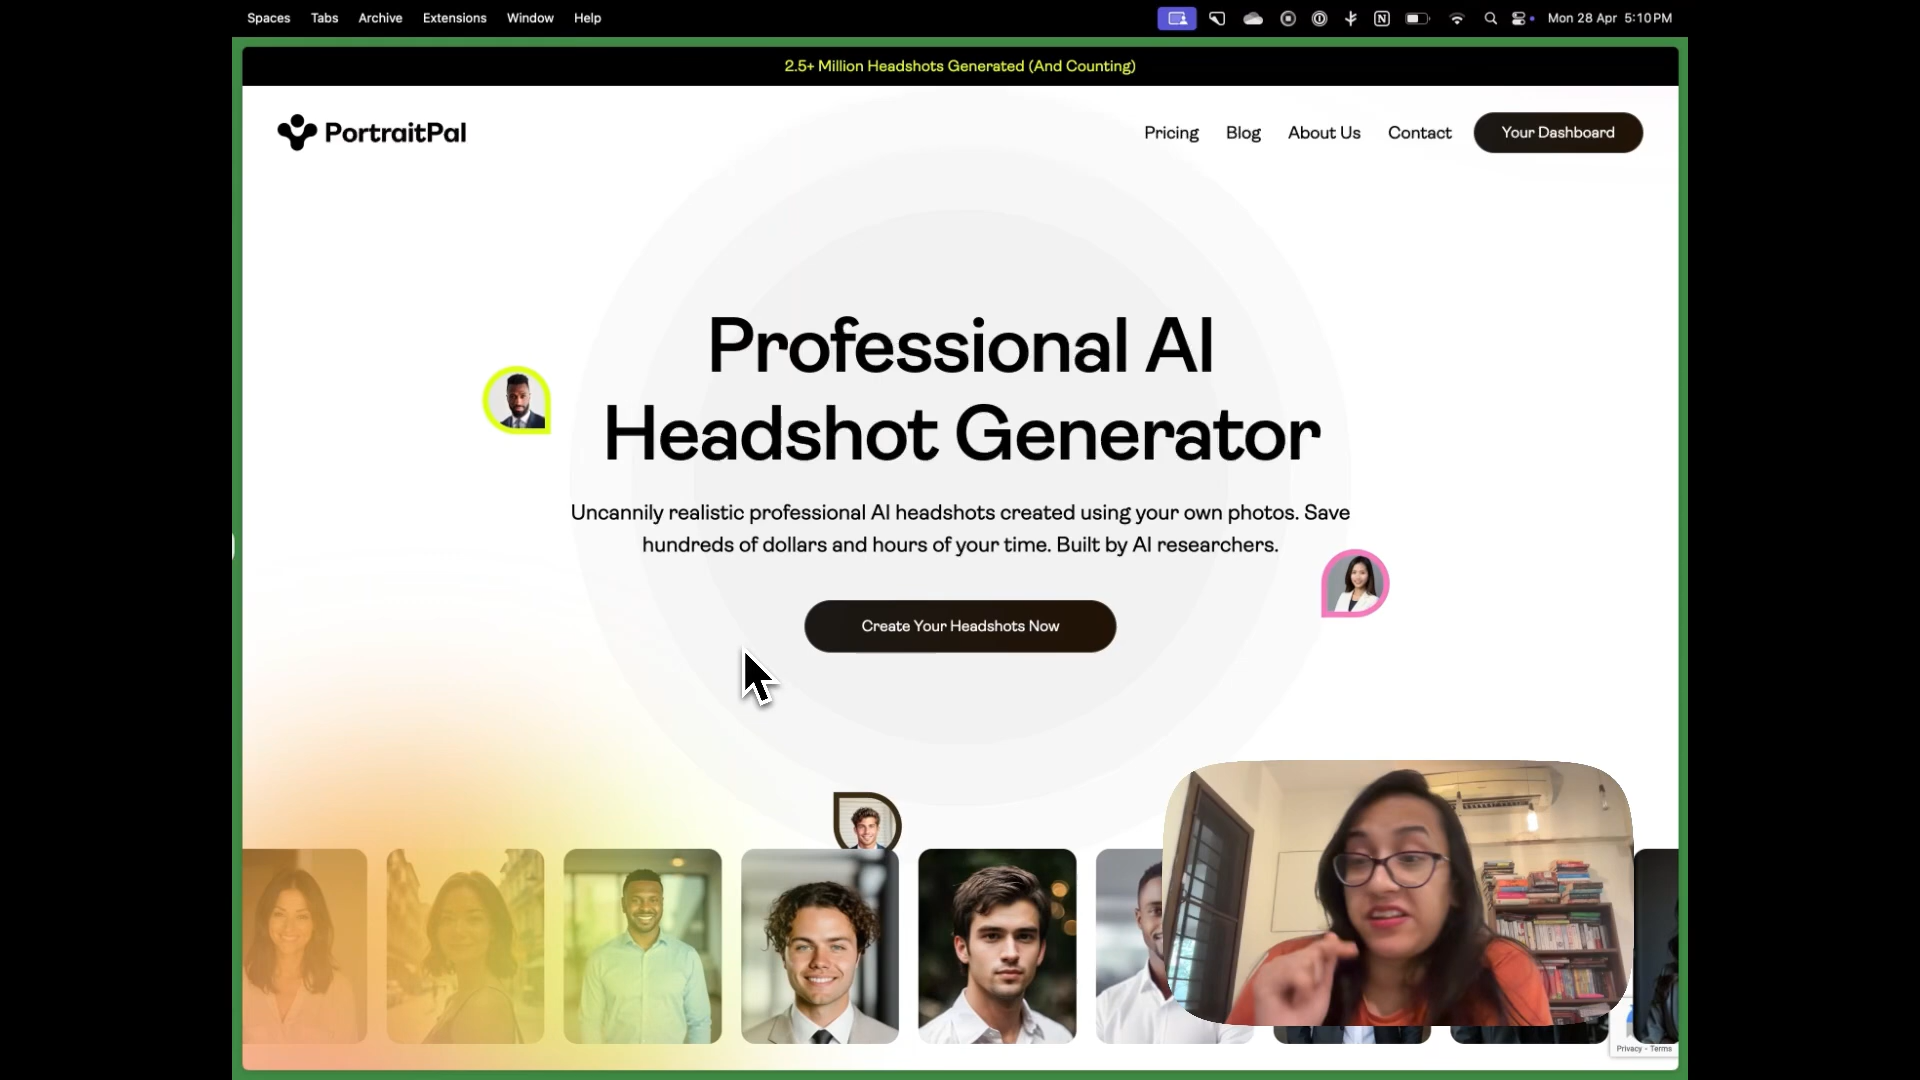 Spaces Tabs Archive Extensions Window Help
Mon 28 Apr 5:10 PM
2.5+ Million Headshots Generated (And Counting)
PortraitPal
Pricing Blog About Us Contact Your Dashboard
Professional AI
Headshot Generator
Uncannily realistic professional AI headshots created using your own photos. Save
hundreds of dollars and hours of your time. Built by AI researchers.
Create Your Headshots Now
Privacy - Terms